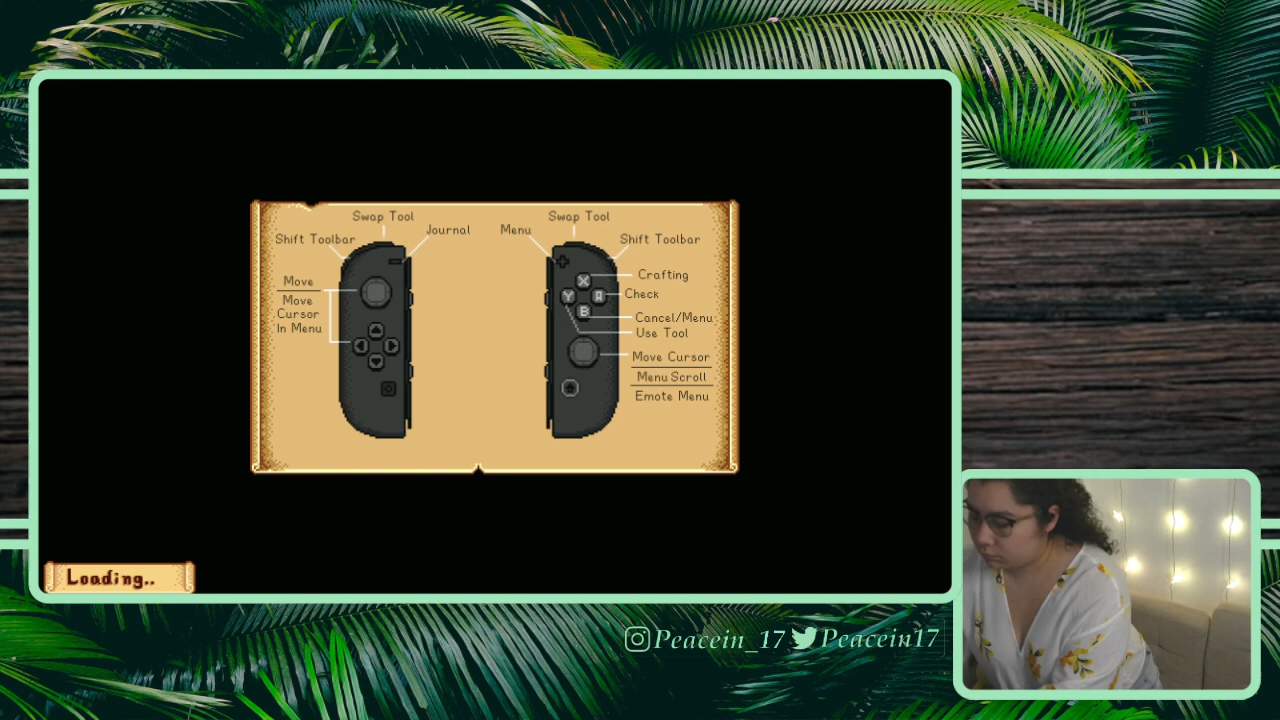 Swap Tool
Journal
Shift Toolbar
Move
Move
Cursor
In Menu
Swap Tool
Menu
Shift Toolbar
Crafting
X
Y
A
B
Check
Cancel/Menu
Use Tool
Move Cursor
Menu Scroll
Emote Menu
Loading..
Peacein_17 Peacein17